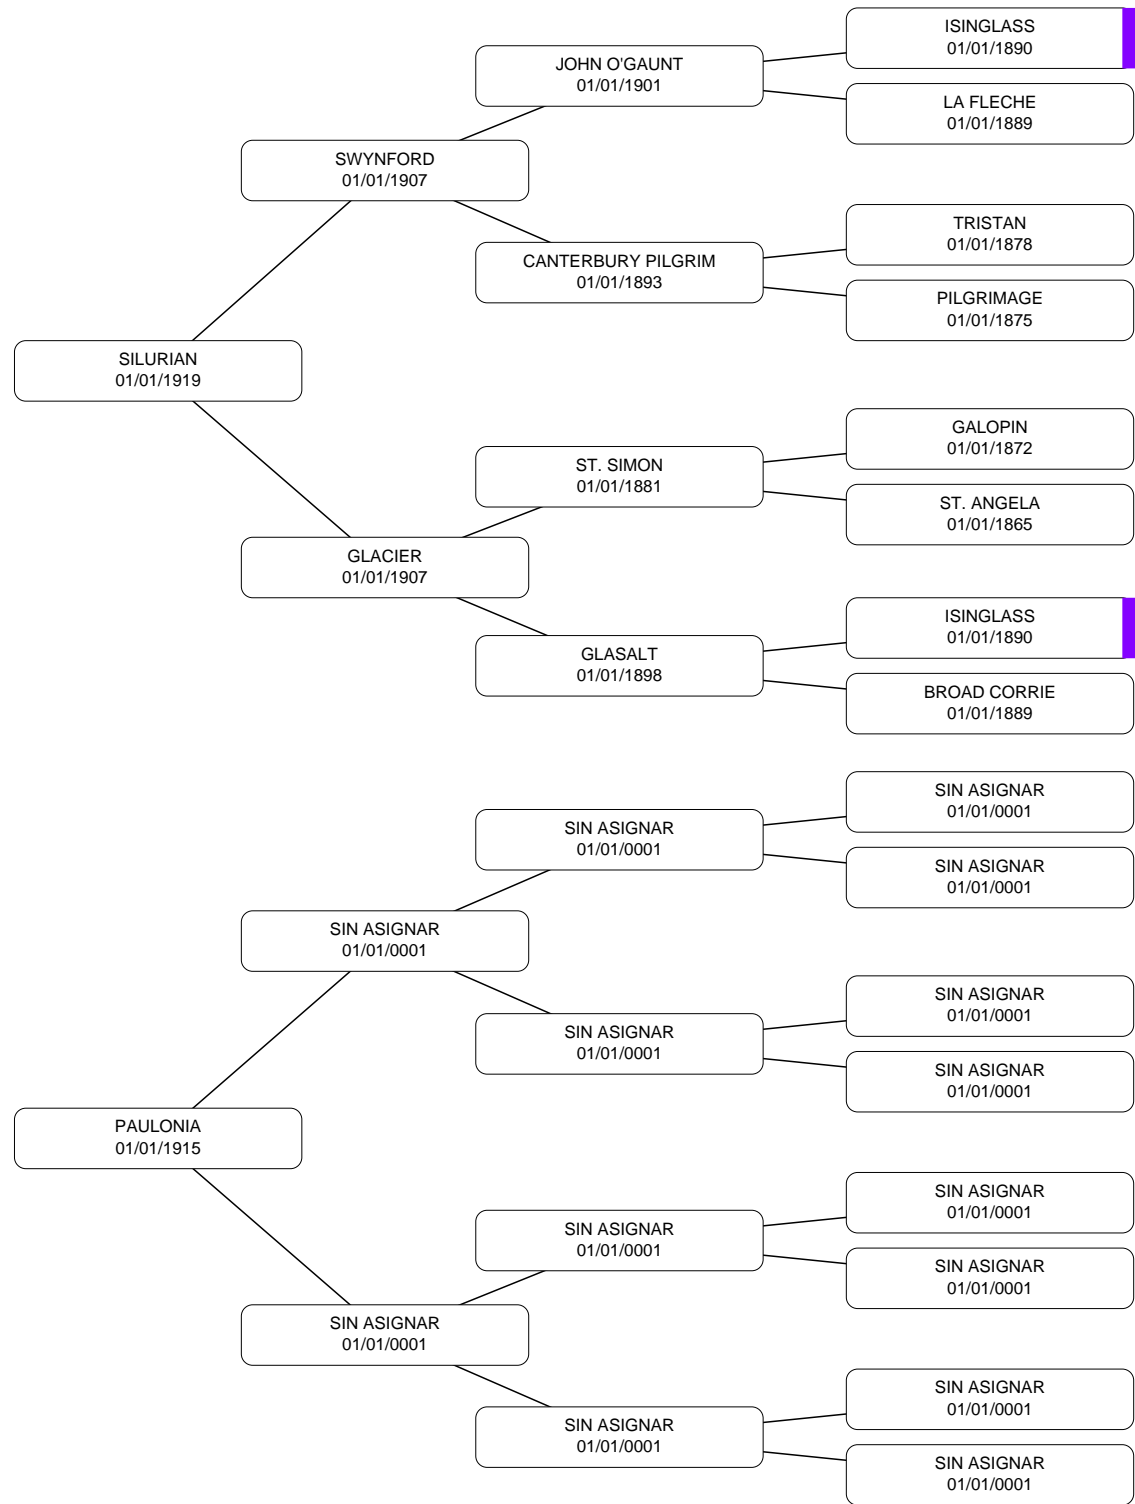 ISINGLASS
01/01/1890
JOHN O'GAUNT
01/01/1901
LA FLECHE
01/01/1889
SWYNFORD
01/01/1907
TRISTAN
01/01/1878
CANTERBURY PILGRIM
01/01/1893
PILGRIMAGE
01/01/1875
SILURIAN
01/01/1919
GALOPIN
01/01/1872
ST. SIMON
01/01/1881
ST. ANGELA
01/01/1865
GLACIER
01/01/1907
ISINGLASS
01/01/1890
GLASALT
01/01/1898
BROAD CORRIE
01/01/1889
SIN ASIGNAR
01/01/0001
SIN ASIGNAR
01/01/0001
SIN ASIGNAR
01/01/0001
SIN ASIGNAR
01/01/0001
SIN ASIGNAR
01/01/0001
SIN ASIGNAR
01/01/0001
SIN ASIGNAR
01/01/0001
PAULONIA
01/01/1915
SIN ASIGNAR
01/01/0001
SIN ASIGNAR
01/01/0001
SIN ASIGNAR
01/01/0001
SIN ASIGNAR
01/01/0001
SIN ASIGNAR
01/01/0001
SIN ASIGNAR
01/01/0001
SIN ASIGNAR
01/01/0001